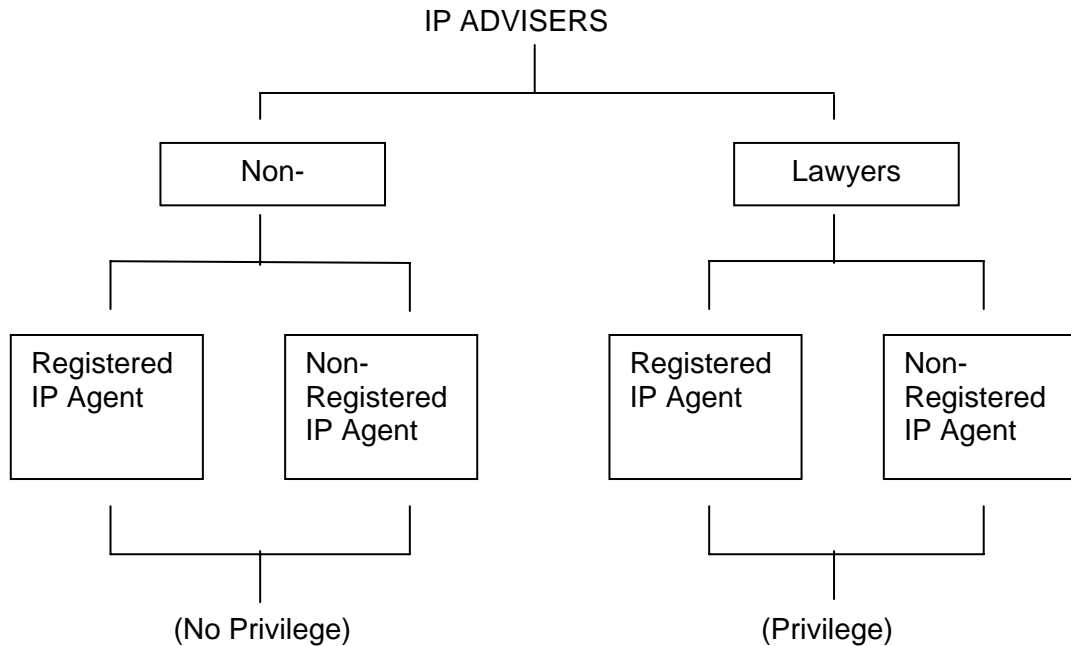 IP ADVISERS
Non-
Lawyers
Registered
IP Agent
Non-
Registered
IP Agent
Registered
IP Agent
Non-
Registered
IP Agent
(No Privilege)
(Privilege)